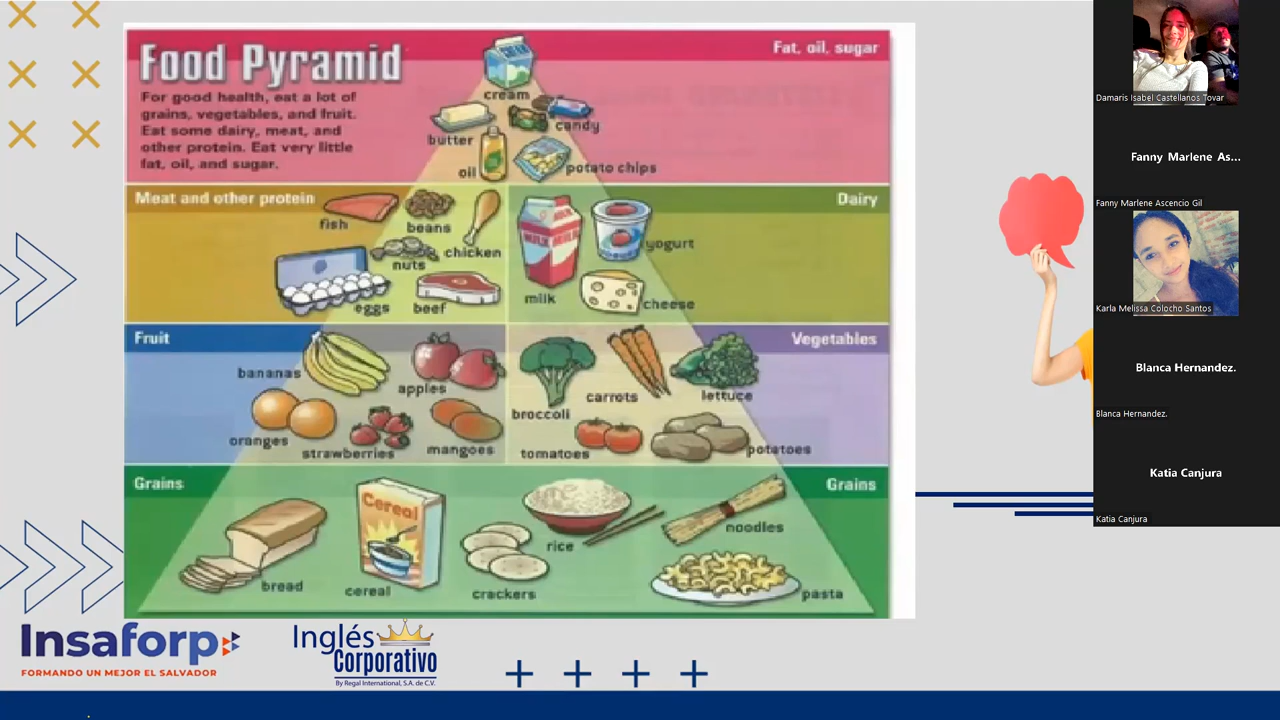 Food Pyramid
For good health, eat a lot of
grains, vegetables, and fruit.
Eat some dairy, meat, and
other protein. Eat very little
fat, oil, and sugar.
Fat, oil, sugar
cream
butter
candy
oil
potato chips
Meat and other protein
fish
beans
chicken
nuts
eggs
beef
Dairy
milk
yogurt
cheese
Fruit
bananas
apples
oranges
strawberries
mangoes
Vegetables
broccoli
carrots
lettuce
tomatoes
potatoes
Grains
Grains
bread
Cereal
cereal
crackers
rice
noodles
pasta
Insaforp
FORMANDO UN MEJOR EL SALVADOR
Inglés
Corporativo
By Regal International, S.A. de C.V.
Damaris Isabel Castellanos Tovar
Fanny Marlene As...
Fanny Marlene Ascencio Gil
Karla Melissa Colocho Santos
Blanca Hernandez.
Blanca Hernandez.
Katia Canjura
Katia Canjura